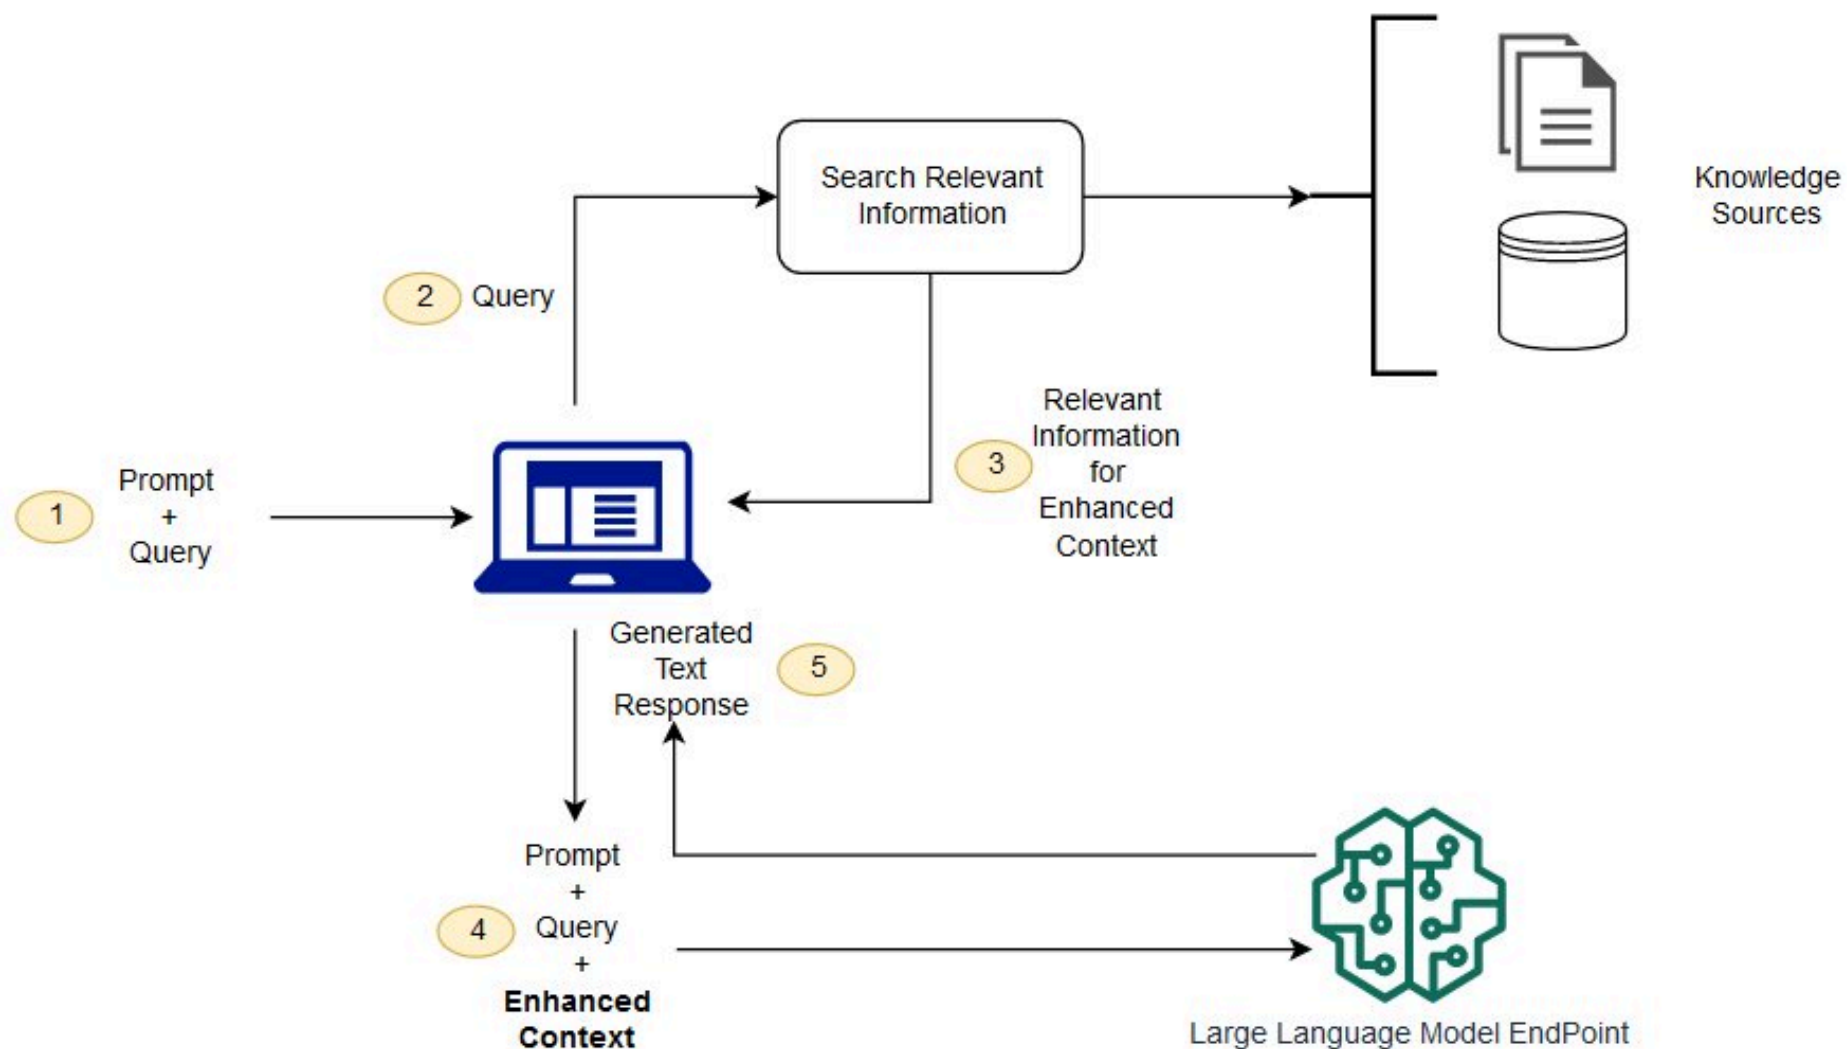 Search Relevant
Information
Knowledge
Sources
2 Query
Relevant
Information
for
Enhanced
Context
3
1
Prompt
+
Query
Generated
Text
Response
5
Prompt
+
Query
+
Enhanced
Context
4
Large Language Model EndPoint